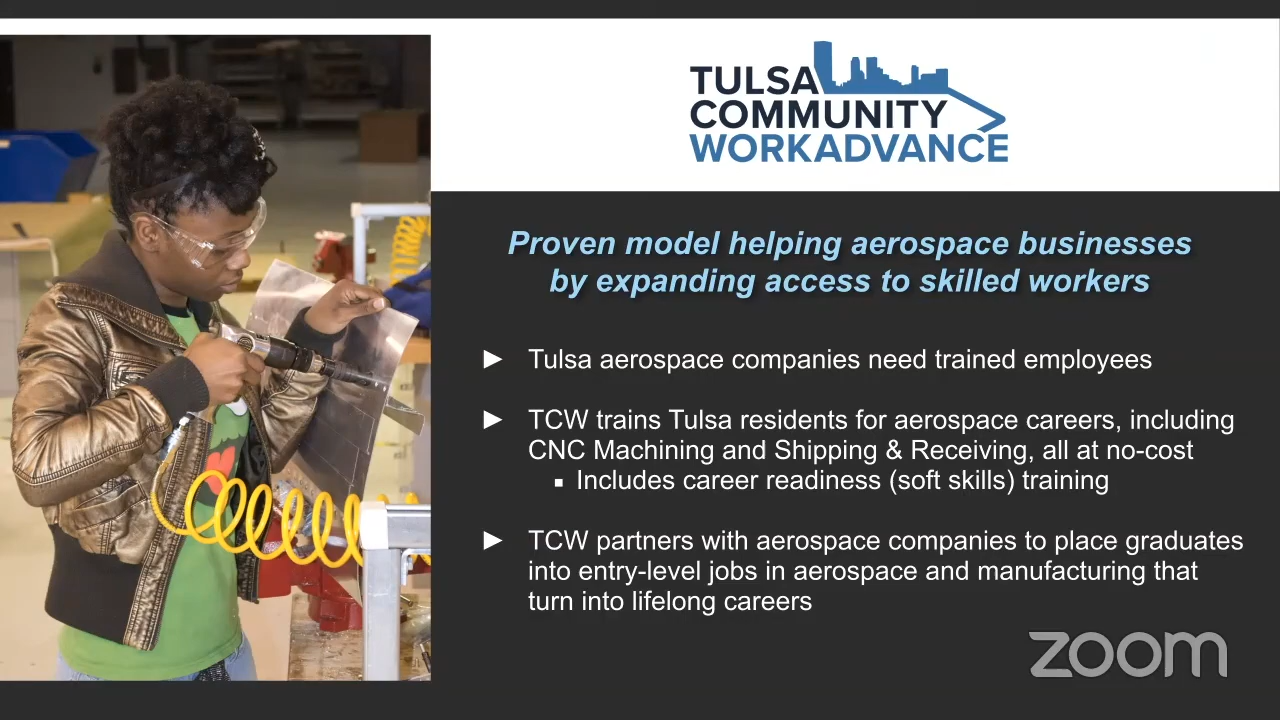 TULSA
COMMUNITY
WORKADVANCE
Proven model helping aerospace businesses
by expanding access to skilled workers
► Tulsa aerospace companies need trained employees
► TCW trains Tulsa residents for aerospace careers, including
CNC Machining and Shipping & Receiving, all at no-cost
▪ Includes career readiness (soft skills) training
► TCW partners with aerospace companies to place graduates
into entry-level jobs in aerospace and manufacturing that
turn into lifelong careers
zoom